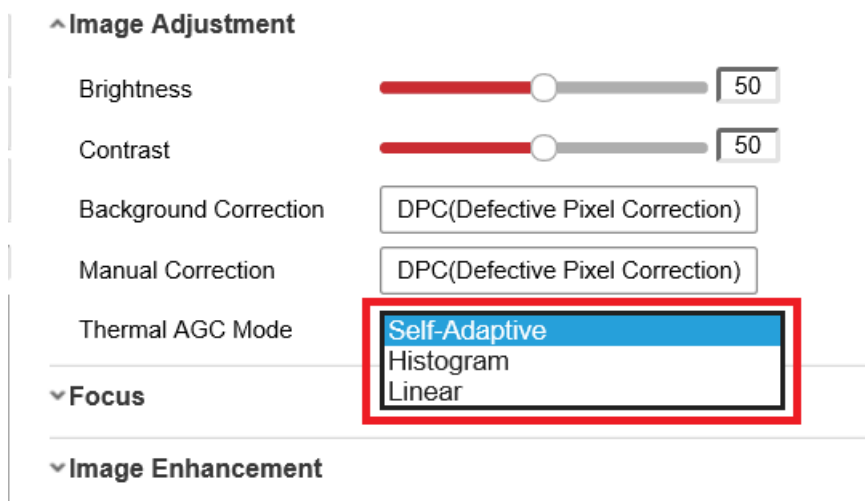 Image Adjustment
Brightness 50
Contrast 50
Background Correction DPC(Defective Pixel Correction)
Manual Correction DPC(Defective Pixel Correction)
Thermal AGC Mode Self-Adaptive
Histogram
Linear
Focus
Image Enhancement